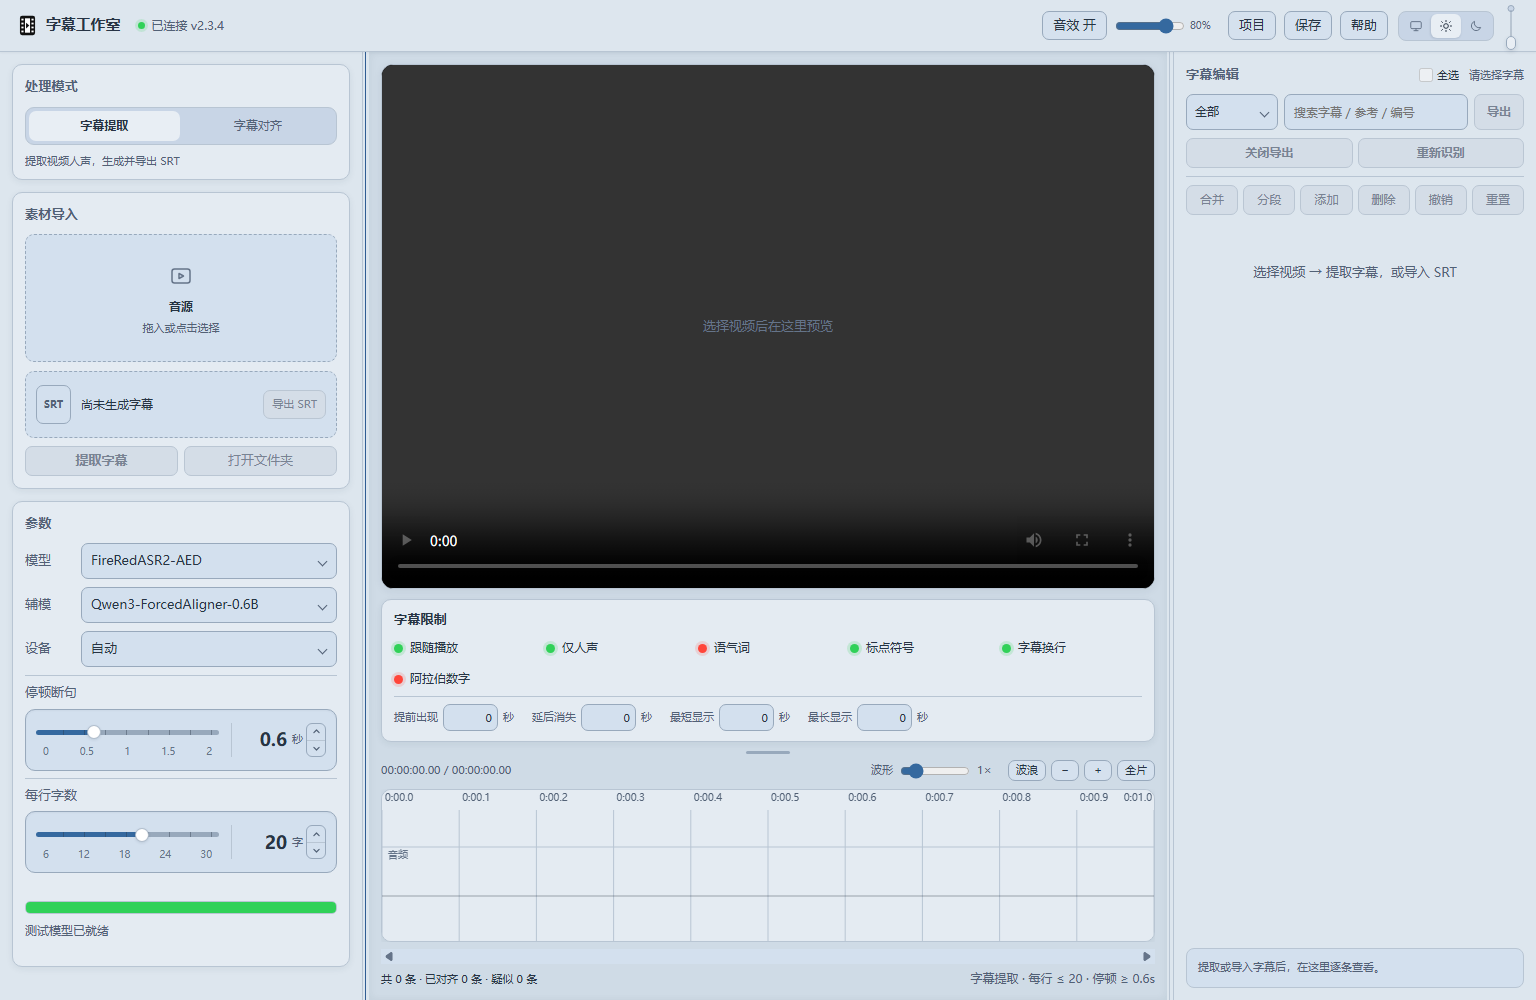 字幕工作室
已连接 v2.3.4
音效 开
80%
项目
保存
帮助
处理模式
字幕提取
字幕对齐
提取视频人声，生成并导出 SRT
素材导入
音源
拖入或点击选择
SRT
尚未生成字幕
导出 SRT
提取字幕
打开文件夹
参数
模型
FireRedASR2-AED
辅模
Qwen3-ForcedAligner-0.6B
设备
自动
停顿断句
0 0.5 1 1.5 2
0.6 秒
每行字数
6 12 18 24 30
20 字
测试模型已就绪
选择视频后在这里预览
0:00
字幕限制
跟随播放
仅人声
语气词
标点符号
字幕换行
阿拉伯数字
提前出现 0 秒
延后消失 0 秒
最短显示 0 秒
最长显示 0 秒
00:00:00.00 / 00:00:00.00
波形
1×
波浪
−
+
全片
0:00.0 0:00.1 0:00.2 0:00.3 0:00.4 0:00.5 0:00.6 0:00.7 0:00.8 0:00.9 0:01.0
音频
共 0 条 · 已对齐 0 条 · 疑似 0 条
字幕提取 · 每行 ≤ 20 · 停顿 ≥ 0.6s
字幕编辑
全选
请选择字幕
全部
搜索字幕 / 参考 / 编号
导出
关闭导出
重新识别
合并
分段
添加
删除
撤销
重置
选择视频 → 提取字幕，或导入 SRT
提取或导入字幕后，在这里逐条查看。